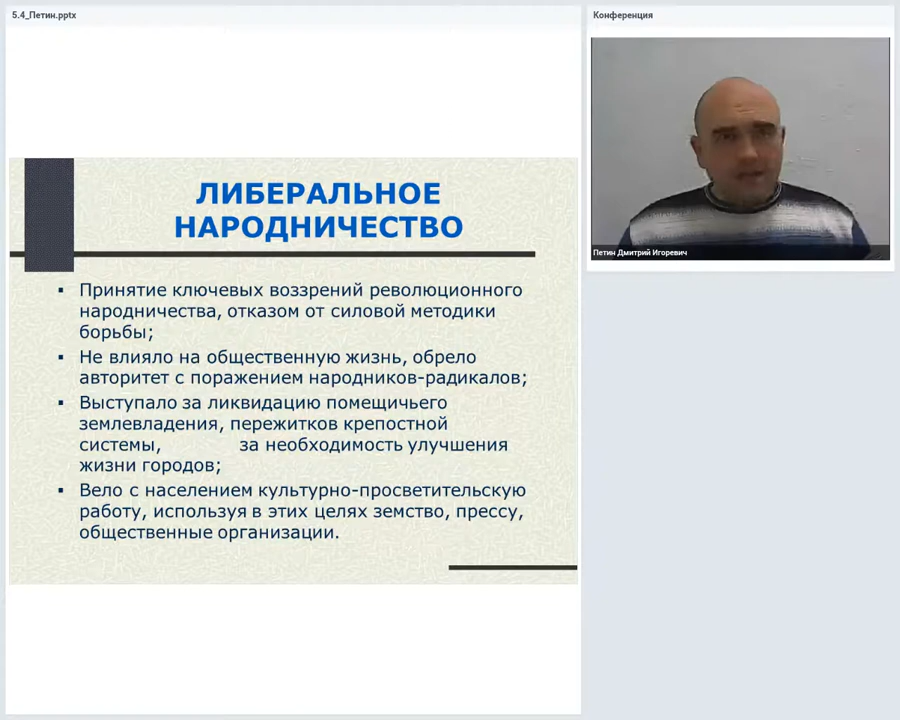 5.4_Петин.pptx
Конференция
Петин Дмитрий Игоревич
ЛИБЕРАЛЬНОЕ
НАРОДНИЧЕСТВО
▪ Принятие ключевых воззрений революционного
народничества, отказом от силовой методики
борьбы;
▪ Не влияло на общественную жизнь, обрело
авторитет с поражением народников-радикалов;
▪ Выступало за ликвидацию помещичьего
землевладения, пережитков крепостной
системы, за необходимость улучшения
жизни городов;
▪ Вело с населением культурно-просветительскую
работу, используя в этих целях земство, прессу,
общественные организации.